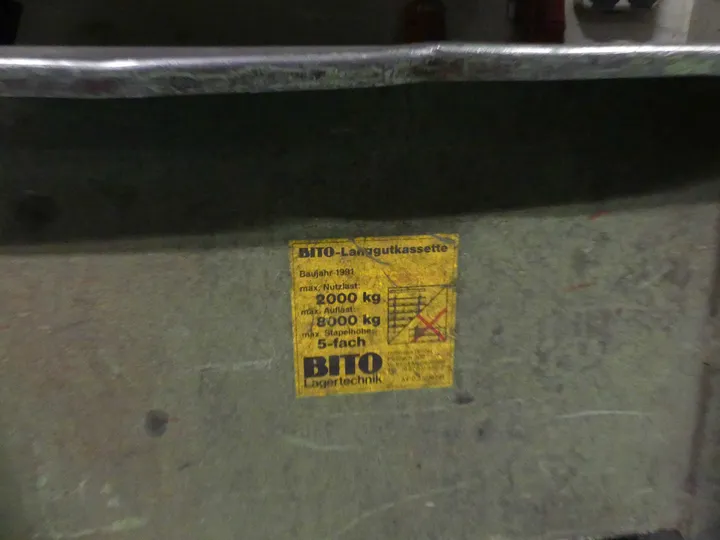 BITO-Langgutkassette
Baujahr 1991
max. Nutzlast:
2000 kg
max. Auflast:
8000 kg
max. Stapelhöhe:
5-fach
BITO
Lagertechnik